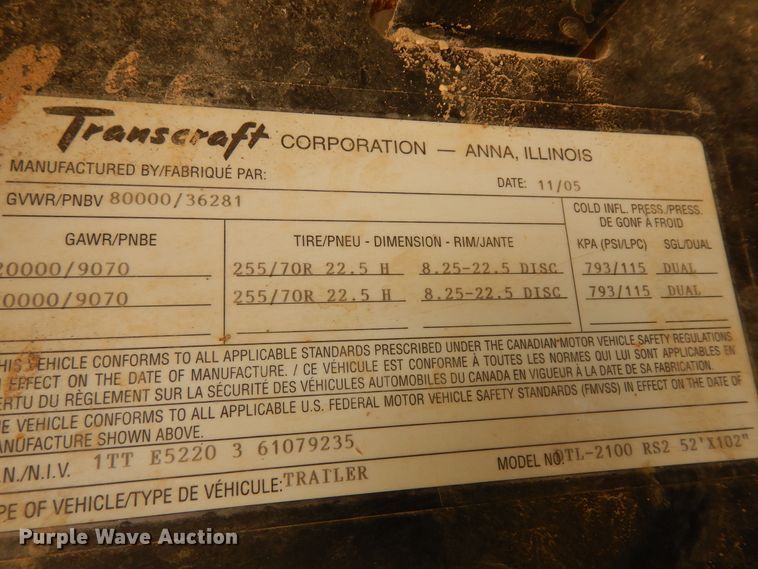 Transcraft CORPORATION — ANNA, ILLINOIS
MANUFACTURED BY/FABRIQUÉ PAR:
DATE: 11/05
GVWR/PNBV 80000/36281
COLD INFL. PRESS./PRESS. DE GONF À FROID
GAWR/PNBE TIRE/PNEU - DIMENSION - RIM/JANTE KPA (PSI/LPC) SGL/DUAL
20000/9070 255/70R 22.5 H 8.25-22.5 DISC 793/115 DUAL
0000/9070 255/70R 22.5 H 8.25-22.5 DISC 793/115 DUAL
HIS VEHICLE CONFORMS TO ALL APPLICABLE STANDARDS PRESCRIBED UNDER THE CANADIAN MOTOR VEHICLE SAFETY REGULATIONS
EFFECT ON THE DATE OF MANUFACTURE. / CE VÉHICULE EST CONFORME À TOUTES LES NORMES QUI LUI SONT APPLICABLES EN
ERTU DU RÈGLEMENT SUR LA SÉCURITÉ DES VÉHICULES AUTOMOBILES DU CANADA EN VIGUEUR À LA DATE DE SA FABRICATION.
VEHICLE CONFORMS TO ALL APPLICABLE U.S. FEDERAL MOTOR VEHICLE SAFETY STANDARDS (FMVSS) IN EFFECT ON THE DATE OF
ANUFACTURE SHOWN ABOVE.
.N./N.I.V. 1TT E5220 3 61079235 MODEL NO. DTL-2100 RS2 52'X102"
PE OF VEHICLE/TYPE DE VÉHICULE: TRAILER
Purple Wave Auction